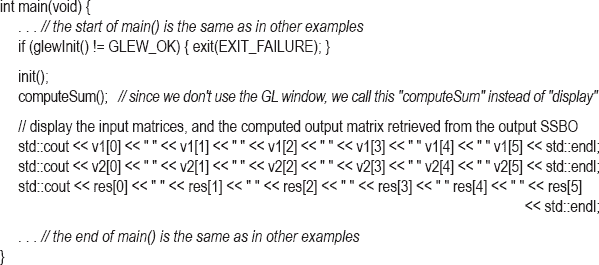 int main(void) {
. . . // the start of main() is the same as in other examples
if (glewInit() != GLEW_OK) { exit(EXIT_FAILURE); }
init();
computeSum(); // since we don't use the GL window, we call this "computeSum" instead of "display"
// display the input matrices, and the computed output matrix retrieved from the output SSBO
std::cout << v1[0] << " " << v1[1] << " " << v1[2] << " " << v1[3] << " " v1[4] << " " v1[5] << std::endl;
std::cout << v2[0] << " " << v2[1] << " " << v2[2] << " " << v2[3] << " " v2[4] << " " v2[5] << std::endl;
std::cout << res[0] << " " << res[1] << " " << res[2] << " " << res[3] << " " res[4] << " " << res[5]
<< std::endl;
. . . // the end of main() is the same as in other examples
}